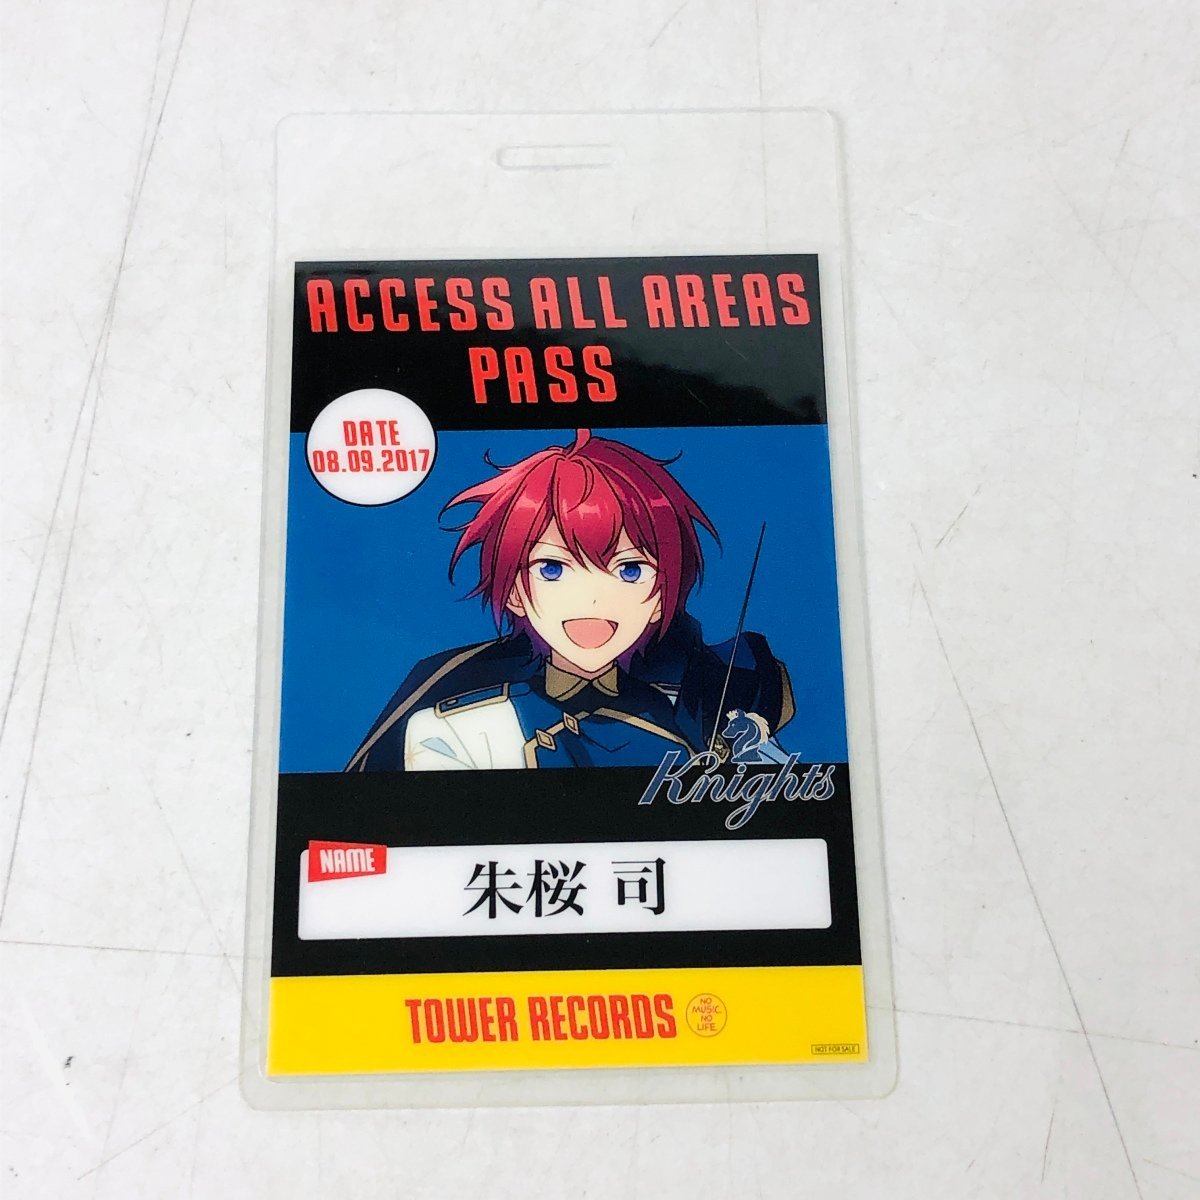 ACCESS ALL AREAS
PASS
DATE
08.09.2017
Knights
NAME
朱桜 司
TOWER RECORDS
NO
MUSIC.
NO
LIFE.
NOT FOR SALE